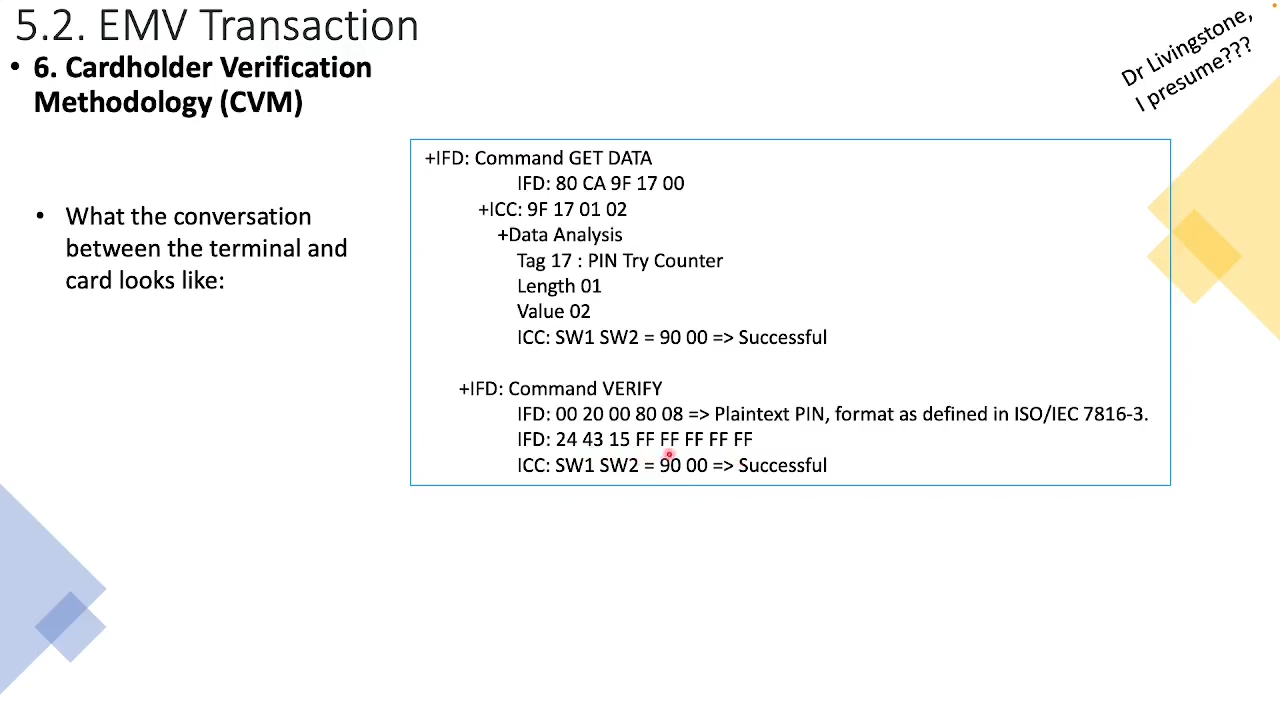 5.2. EMV Transaction
• 6. Cardholder Verification
Methodology (CVM)
Dr Livingstone,
I presume???
• What the conversation
between the terminal and
card looks like:
+IFD: Command GET DATA
IFD: 80 CA 9F 17 00
+ICC: 9F 17 01 02
+Data Analysis
Tag 17 : PIN Try Counter
Length 01
Value 02
ICC: SW1 SW2 = 90 00 => Successful
+IFD: Command VERIFY
IFD: 00 20 00 80 08 => Plaintext PIN, format as defined in ISO/IEC 7816-3.
IFD: 24 43 15 FF FF FF FF FF
ICC: SW1 SW2 = 90 00 => Successful